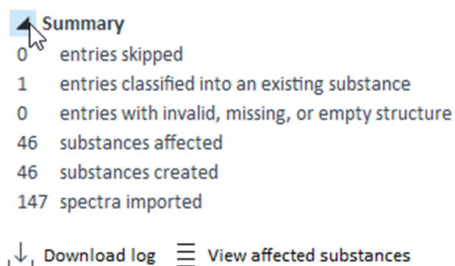 Summary
0 entries skipped
1 entries classified into an existing substance
0 entries with invalid, missing, or empty structure
46 substances affected
46 substances created
147 spectra imported
Download log View affected substances